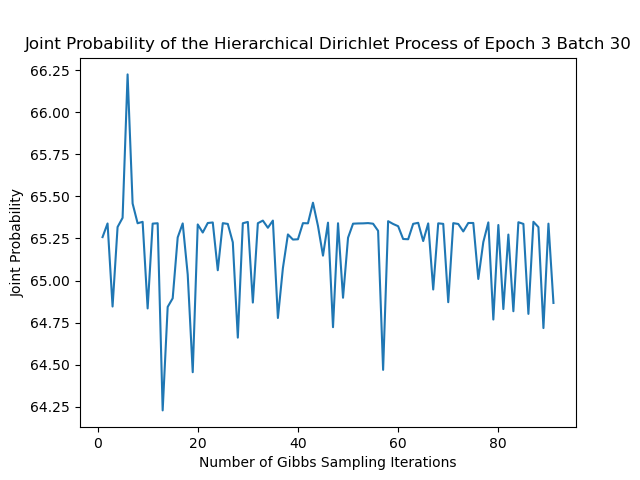 Joint Probability of the Hierarchical Dirichlet Process of Epoch 3 Batch 30
66.25
66.00
65.75
65.50
65.25
65.00
64.75
64.50
64.25
Joint Probability
0 20 40 60 80
Number of Gibbs Sampling Iterations